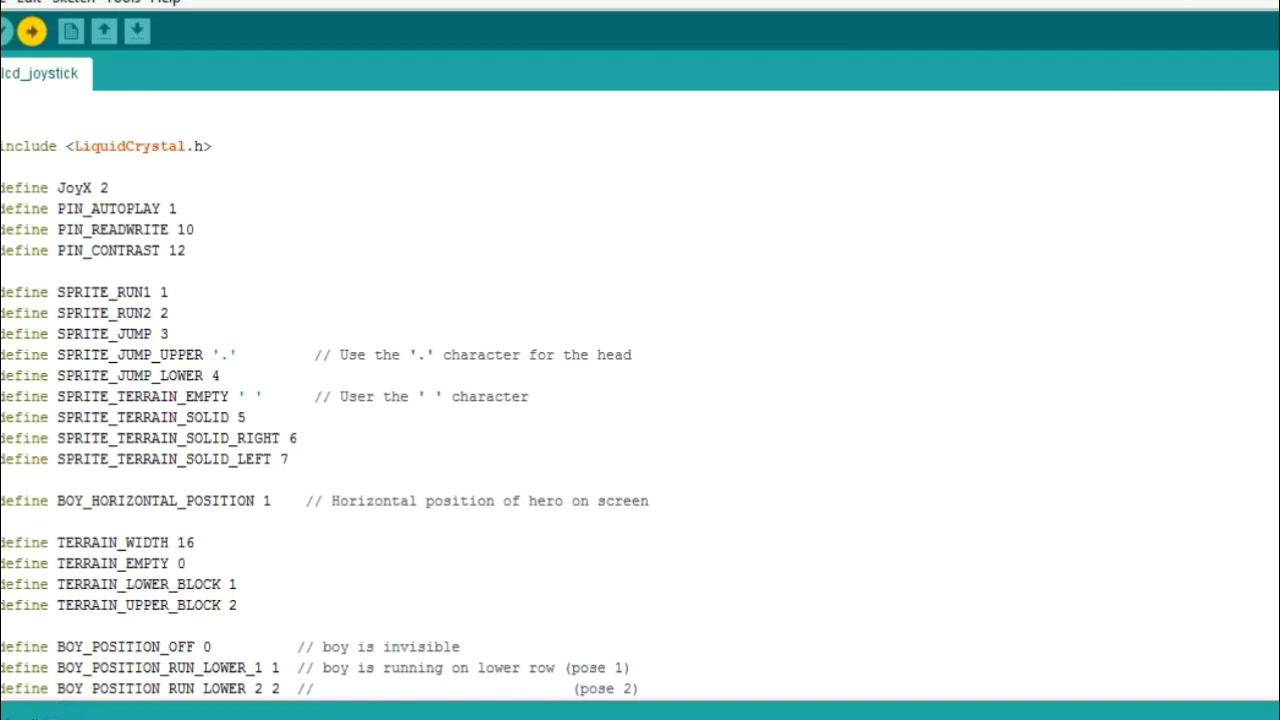 Edit Sketch Tools Help
lcd_joystick
include <LiquidCrystal.h>
define JoyX 2
define PIN_AUTOPLAY 1
define PIN_READWRITE 10
define PIN_CONTRAST 12
define SPRITE_RUN1 1
define SPRITE_RUN2 2
define SPRITE_JUMP 3
define SPRITE_JUMP_UPPER '.' // Use the '.' character for the head
define SPRITE_JUMP_LOWER 4
define SPRITE_TERRAIN_EMPTY ' ' // User the ' ' character
define SPRITE_TERRAIN_SOLID 5
define SPRITE_TERRAIN_SOLID_RIGHT 6
define SPRITE_TERRAIN_SOLID_LEFT 7
define BOY_HORIZONTAL_POSITION 1 // Horizontal position of hero on screen
define TERRAIN_WIDTH 16
define TERRAIN_EMPTY 0
define TERRAIN_LOWER_BLOCK 1
define TERRAIN_UPPER_BLOCK 2
define BOY_POSITION_OFF 0 // boy is invisible
define BOY_POSITION_RUN_LOWER_1 1 // boy is running on lower row (pose 1)
define BOY_POSITION_RUN_LOWER_2 2 // (pose 2)